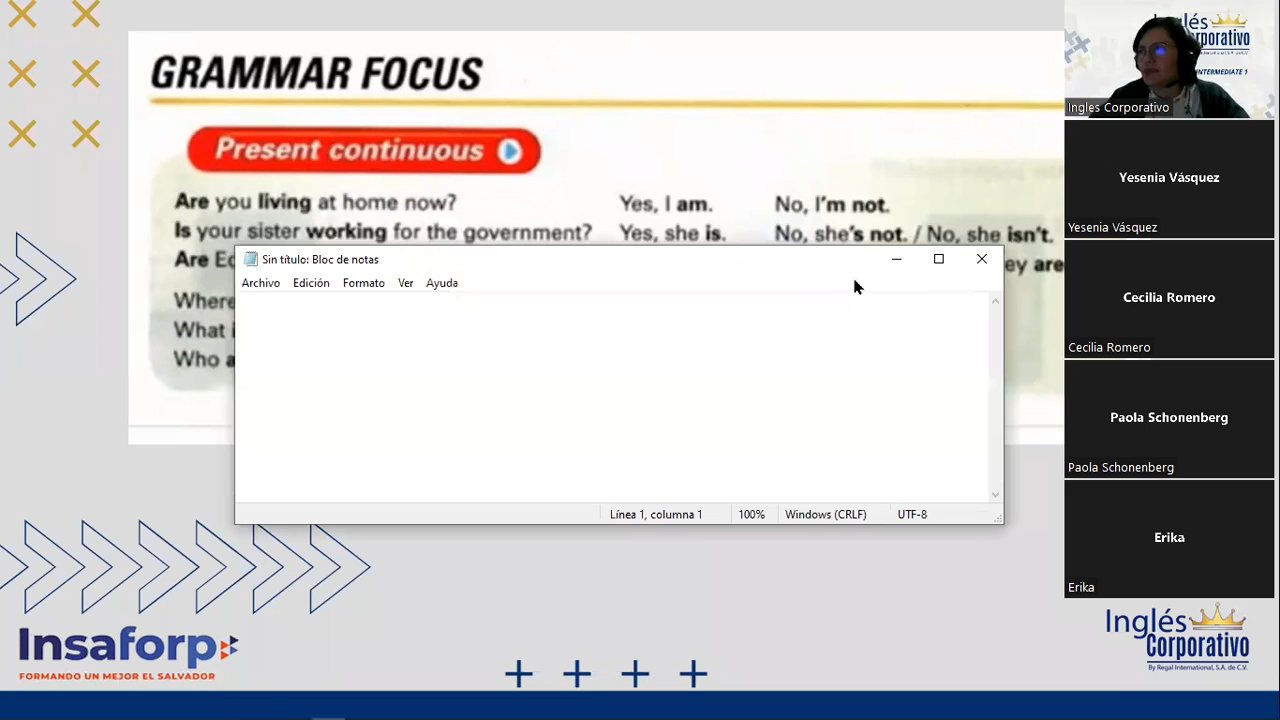 GRAMMAR FOCUS
Present continuous
Are you living at home now? Yes, I am. No, I'm not.
Is your sister working for the government? Yes, she is. No, she's not. / No, she isn't.
Are
Where
What
Who
Sin título: Bloc de notas
Archivo Edición Formato Ver Ayuda
Línea 1, columna 1 100% Windows (CRLF) UTF-8
Inglés Corporativo
INTERMEDIATE 1
Ingles Corporativo
Yesenia Vásquez
Yesenia Vásquez
Cecilia Romero
Cecilia Romero
Paola Schonenberg
Paola Schonenberg
Erika
Erika
Insaforp
FORMANDO UN MEJOR EL SALVADOR
Inglés
Corporativo
By Regal International, S.A. de C.V.